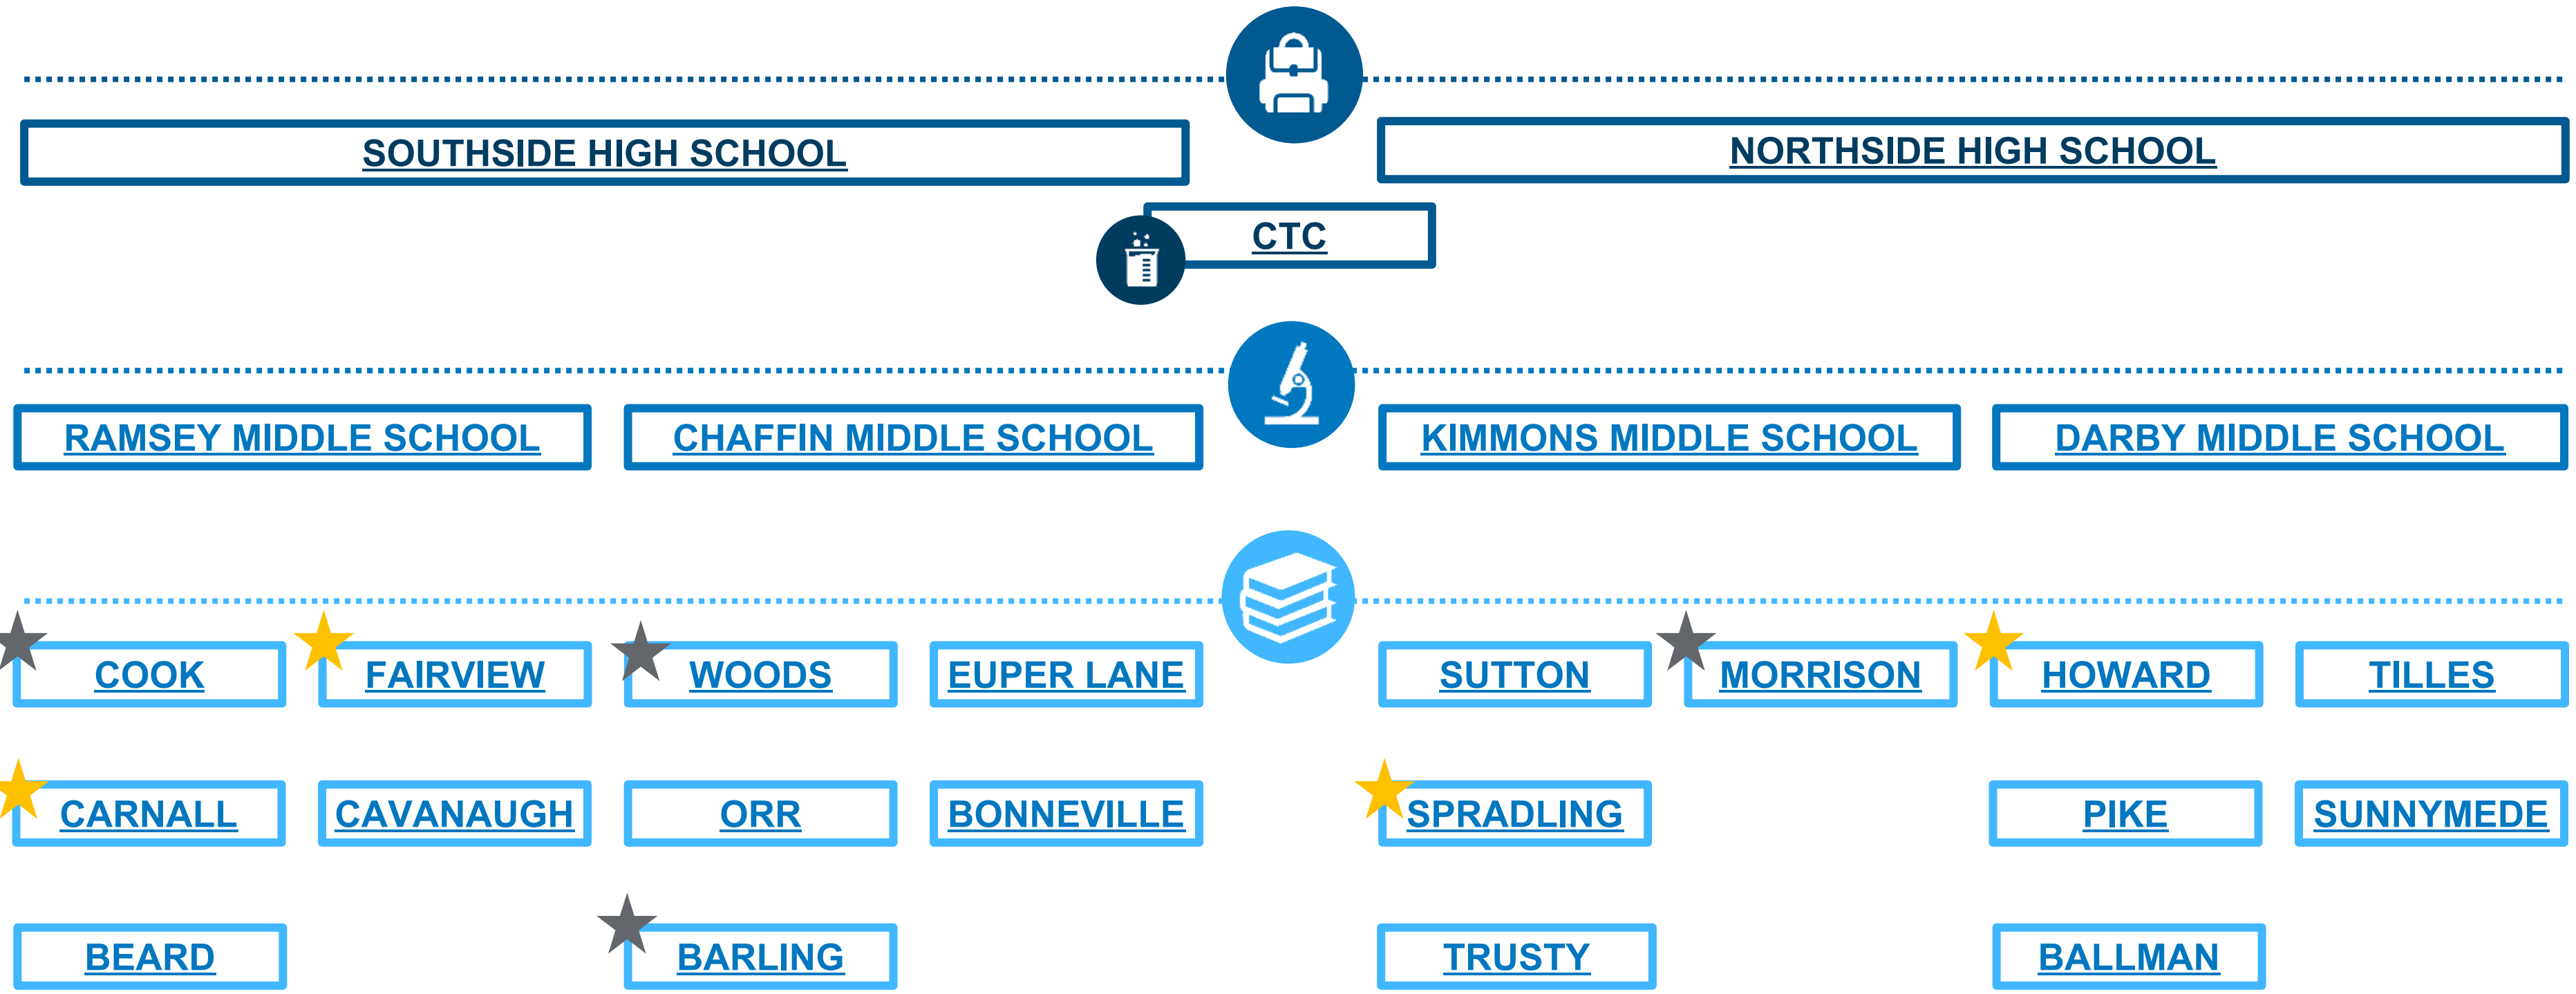 SOUTHSIDE HIGH SCHOOL
NORTHSIDE HIGH SCHOOL
CTC
RAMSEY MIDDLE SCHOOL
CHAFFIN MIDDLE SCHOOL
KIMMONS MIDDLE SCHOOL
DARBY MIDDLE SCHOOL
COOK
FAIRVIEW
WOODS
EUPER LANE
SUTTON
MORRISON
HOWARD
TILLES
CARNALL
CAVANAUGH
ORR
BONNEVILLE
SPRADLING
PIKE
SUNNYMEDE
BEARD
BARLING
TRUSTY
BALLMAN